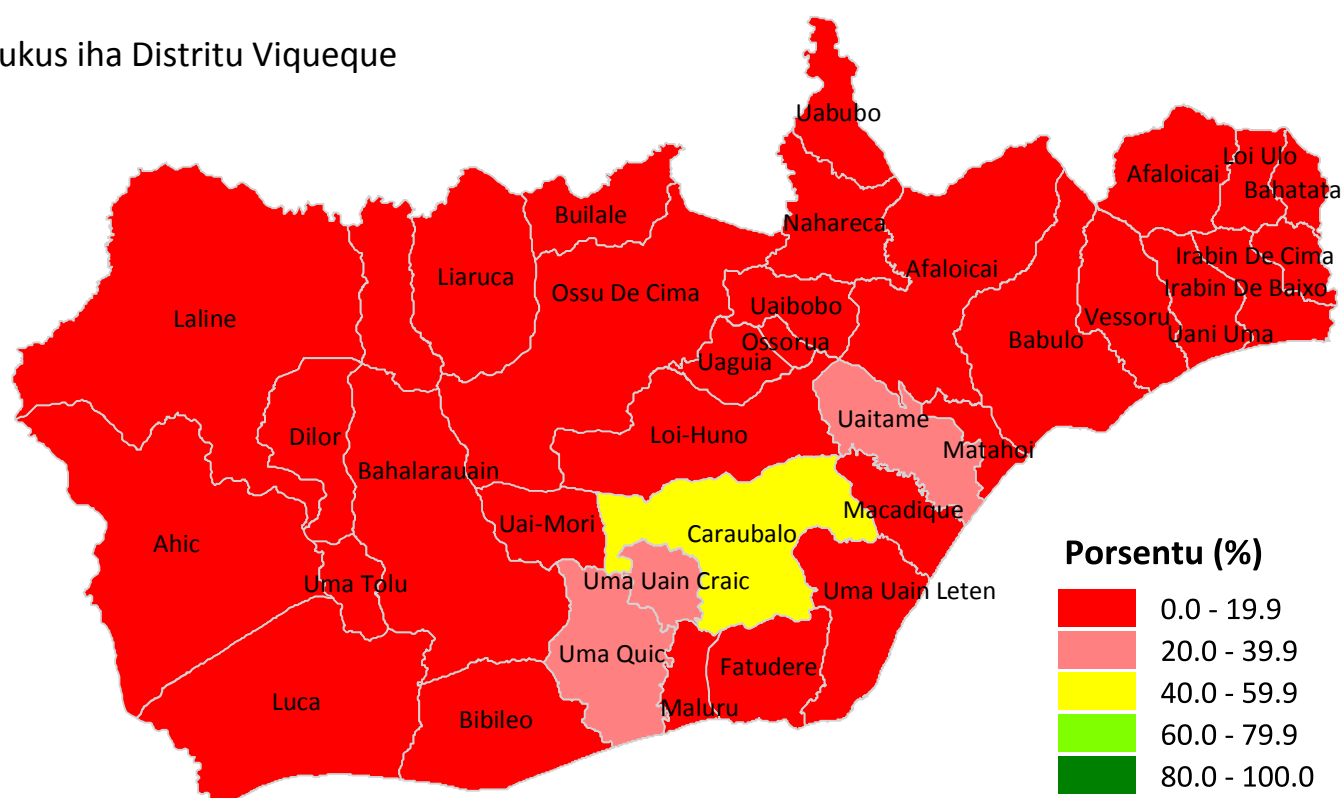 ukus iha Distritu Viqueque
Uabubo
Loi Ulo
Afaloicai
Bahatata
Builale
Nahareca
Irabin De Cima
Afaloicai
Liaruca
Irabin De Baixo
Ossu De Cima
Uaibobo
Laline
Vessoru
Uani Uma
Ossorua
Babulo
Uaguia
Uaitame
Dilor
Loi-Huno
Matahoi
Bahalarauain
Macadique
Uai-Mori
Caraubalo
Ahic
Uma Uain Craic
Uma Tolu
Uma Uain Leten
Uma Quic
Fatudere
Luca
Maluru
Bibileo
Porsentu (%)
0.0 - 19.9
20.0 - 39.9
40.0 - 59.9
60.0 - 79.9
80.0 - 100.0